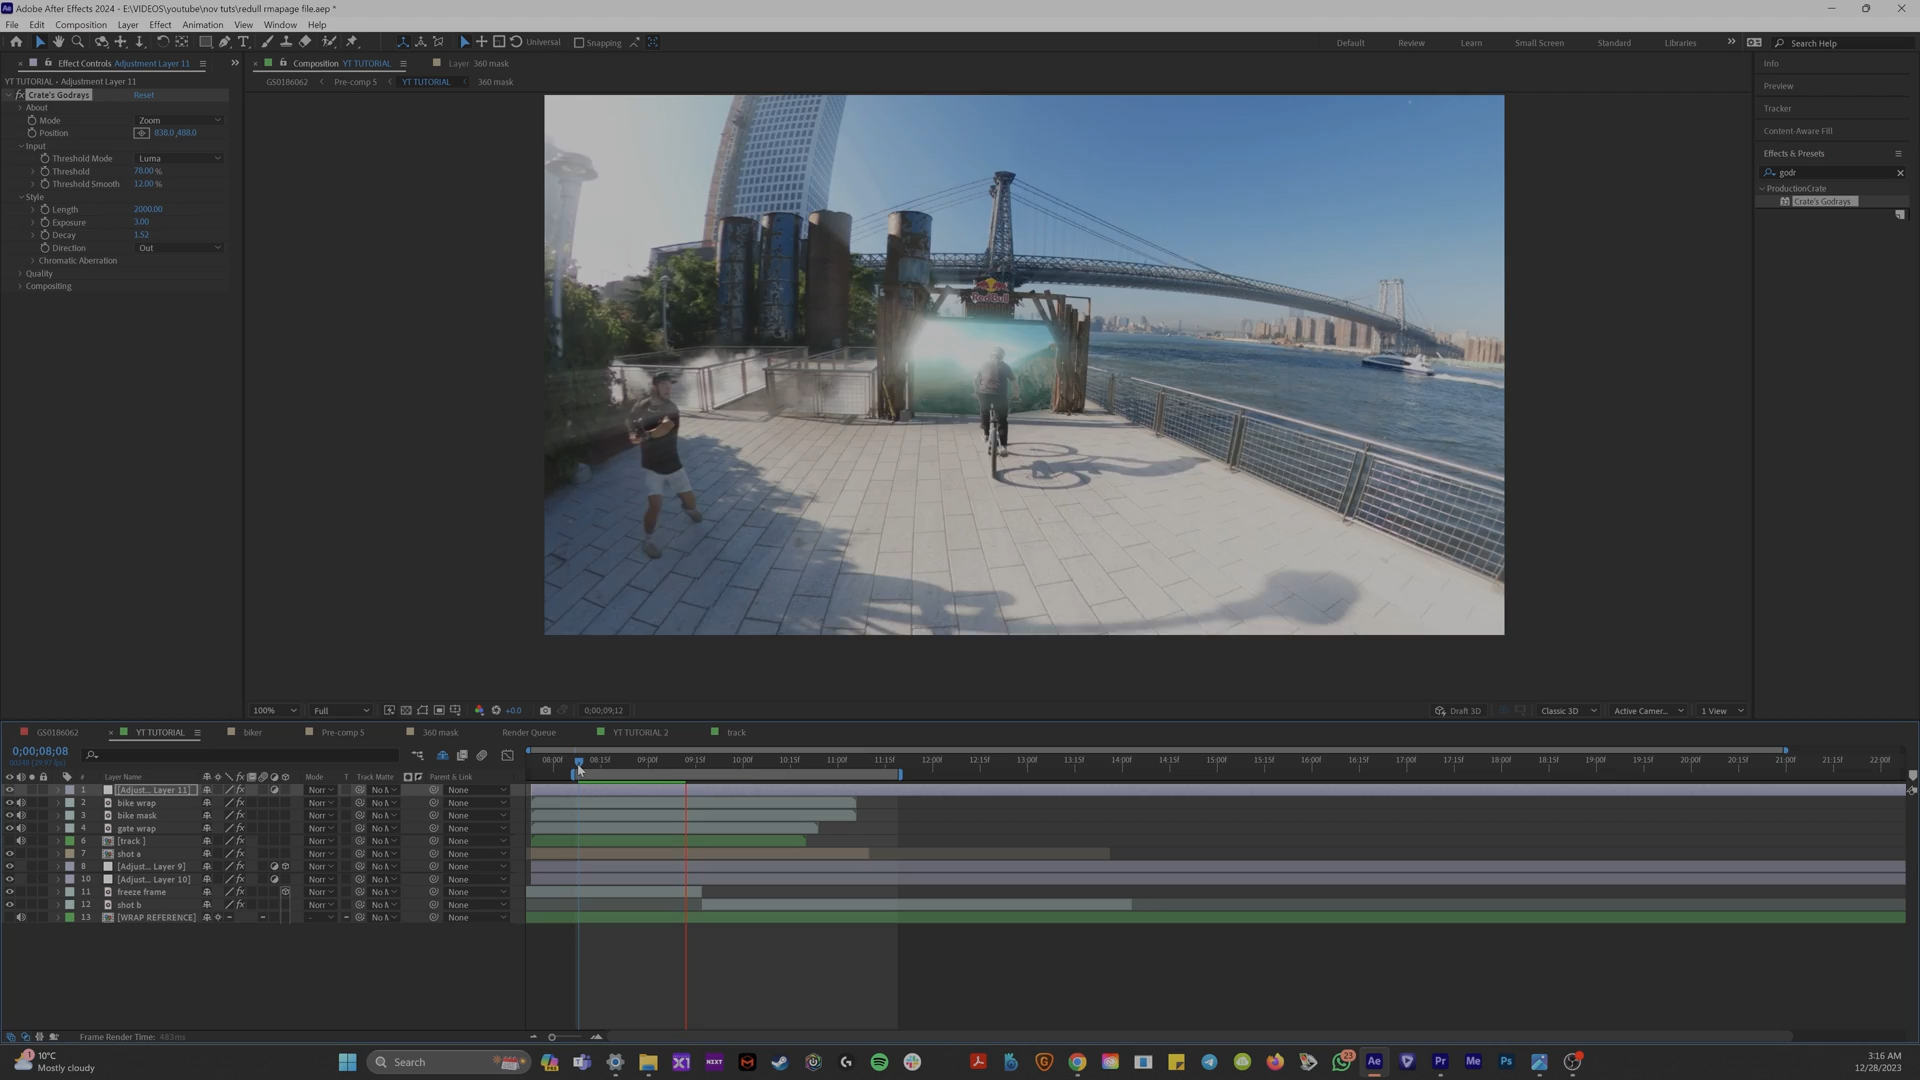 Adobe After Effects 2024 - E:\VIDEOS\youtube\nov tuts\redull rmapage file.aep *
File Edit Composition Layer Effect Animation View Window Help
Universal Snapping Default Review Learn Small Screen Standard Libraries Search Help
Effect Controls Adjustment Layer 11 Composition YT TUTORIAL Layer 360 mask Info
YT TUTORIAL • Adjustment Layer 11 GS0186062 Pre-comp 5 YT TUTORIAL 360 mask
Preview
Tracker
Content-Aware Fill
Effects & Presets
godr
ProductionCrate
Crate's Godrays
fx Crate's Godrays Reset
About
Mode Zoom
Position 838.0,488.0
Input
Threshold Mode Luma
Threshold 78.00 %
Threshold Smooth 12.00 %
Style
Length 2000.00
Exposure 3.00
Decay 1.52
Direction Out
Chromatic Aberration
Quality
Compositing
RedBull
100% Full +0.0 0;00;09;12 Draft 3D Classic 3D Active Camer... 1 View
GS0186062 YT TUTORIAL biker Pre-comp 5 360 mask Render Queue YT TUTORIAL 2 track
0;00;08;08
00248 (29.97 fps)
08:00f 08:15f 09:00f 09:15f 10:00f 10:15f 11:00f 11:15f 12:00f 12:15f 13:00f 13:15f 14:00f 14:15f 15:00f 15:15f 16:00f 16:15f 17:00f 17:15f 18:00f 18:15f 19:00f 19:15f 20:00f 20:15f 21:00f 21:15f 22:00f
# Layer Name Mode T Track Matte Parent & Link
1 [Adjust... Layer 11] Norr No M None
2 bike wrap Norr No M None
3 bike mask Norr No M None
4 gate wrap Norr No M None
6 [track ] Norr No M None
7 shot a Norr No M None
8 [Adjust... Layer 9] Norr No M None
10 [Adjust... Layer 10] Norr No M None
11 freeze frame Norr No M None
12 shot b Norr No M None
13 [WRAP REFERENCE] - No M None
Frame Render Time: 483ms
10°C
Mostly cloudy
Search
23
3:16 AM
12/28/2023